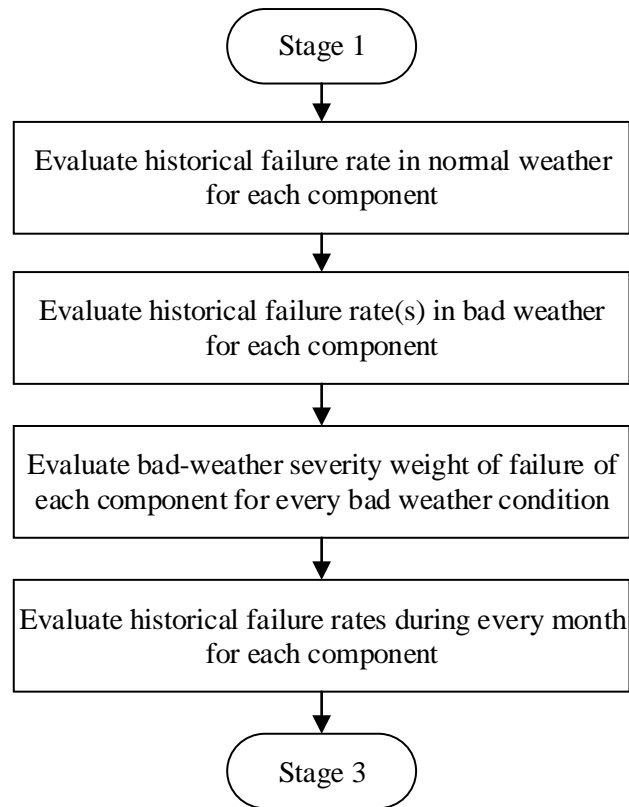 Stage 1
Evaluate historical failure rate in normal weather
for each component
Evaluate historical failure rate(s) in bad weather
for each component
Evaluate bad-weather severity weight of failure of
each component for every bad weather condition
Evaluate historical failure rates during every month
for each component
Stage 3